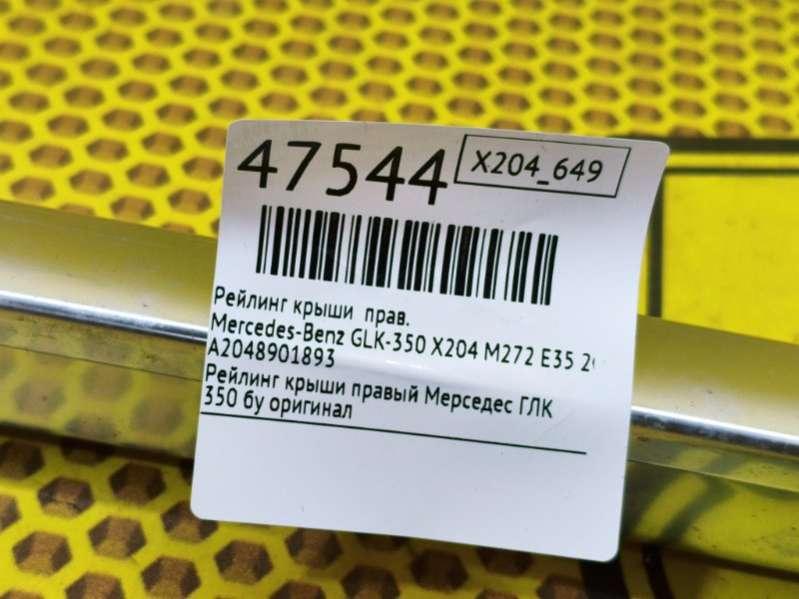 47544
X204_649
Рейлинг крыши прав.
Mercedes-Benz GLK-350 X204 M272 E35
A2048901893
Рейлинг крыши правый Мерседес ГЛК
350 бу оригинал